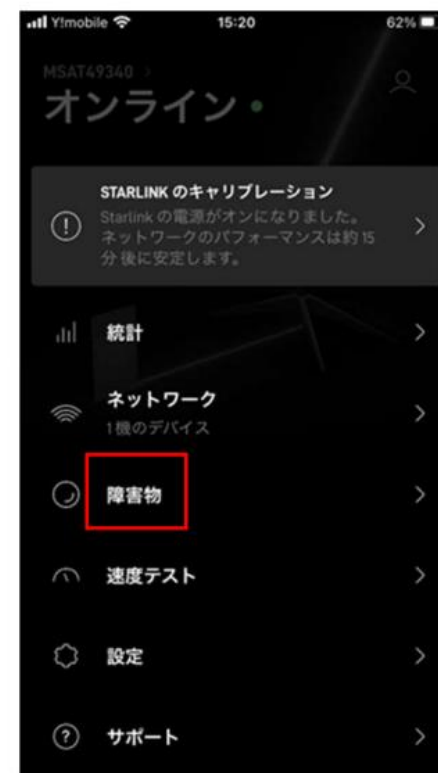 Y!mobile 15:20 62%
MSAT49340 >
オンライン
STARLINK のキャリブレーション
Starlink の電源がオンになりました。
ネットワークのパフォーマンスは約 15
分後に安定します。
統計
ネットワーク
1機のデバイス
障害物
速度テスト
設定
サポート